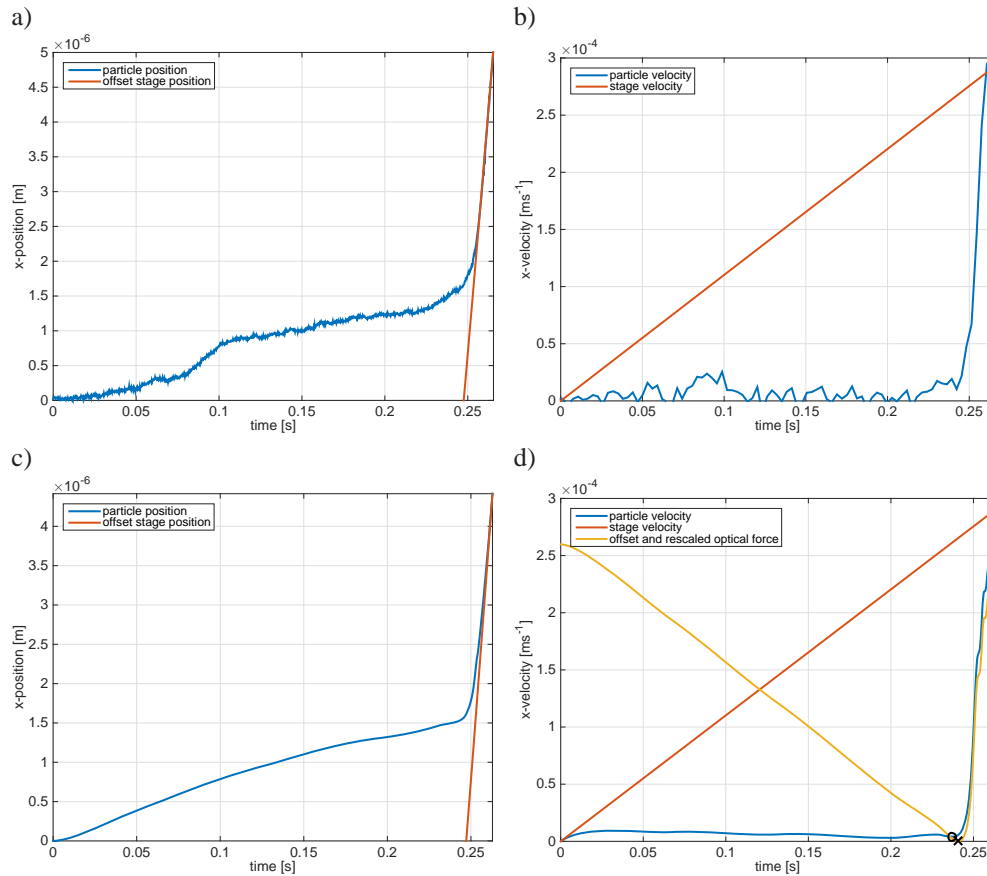 a)
×10⁻⁶
particle position
offset stage position
x-position [m]
5
4.5
4
3.5
3
2.5
2
1.5
1
0.5
0
0 0.05 0.1 0.15 0.2 0.25
time [s]
b)
×10⁻⁴
particle velocity
stage velocity
x-velocity [ms⁻¹]
3
2.5
2
1.5
1
0.5
0
0 0.05 0.1 0.15 0.2 0.25
time [s]
c)
×10⁻⁶
particle position
offset stage position
x-position [m]
4
3.5
3
2.5
2
1.5
1
0.5
0
0 0.05 0.1 0.15 0.2 0.25
time [s]
d)
×10⁻⁴
particle velocity
stage velocity
offset and rescaled optical force
x-velocity [ms⁻¹]
3
2.5
2
1.5
1
0.5
0
0 0.05 0.1 0.15 0.2 0.25
time [s]